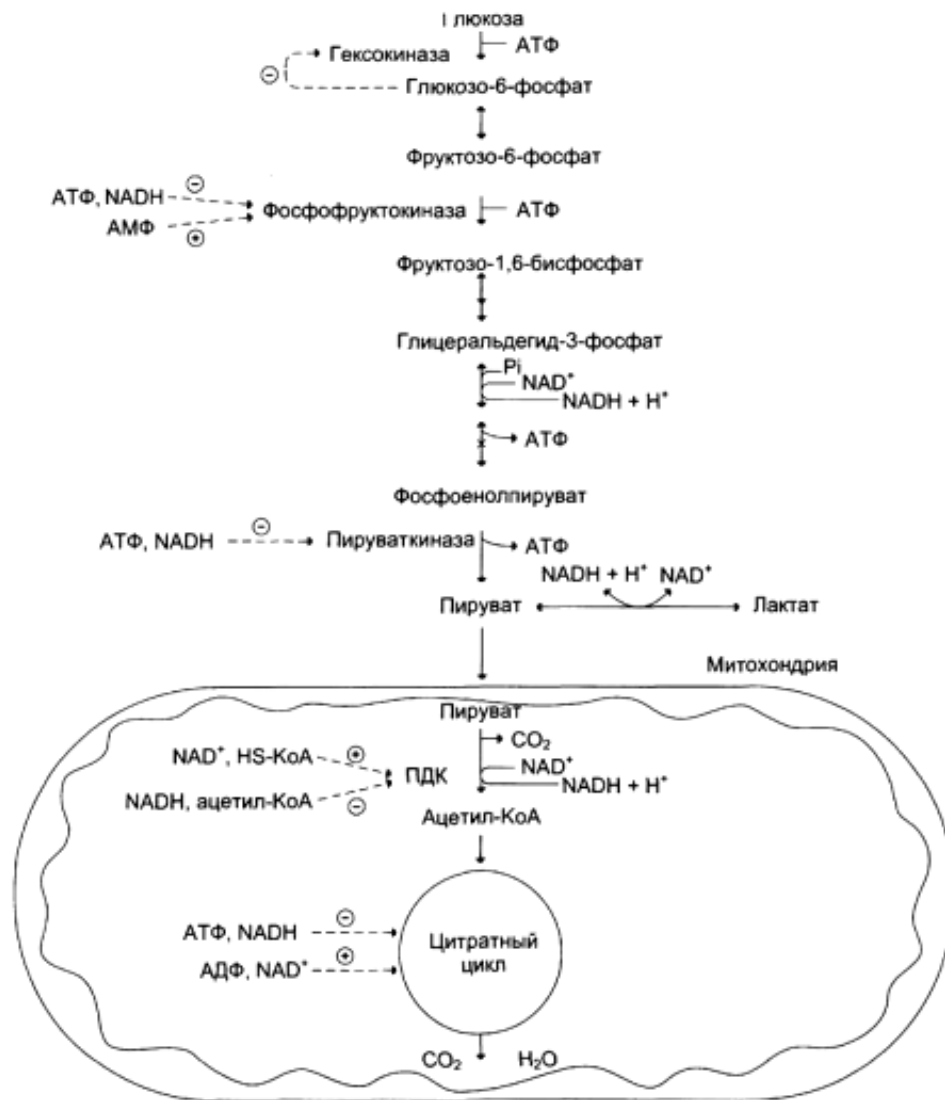 Глюкоза
АТФ
Гексокиназа
⊖
Глюкозо-6-фосфат
Фруктозо-6-фосфат
⊖
АТФ, NADH
Фосфофруктокиназа
АТФ
АМФ
⊕
Фруктозо-1,6-бисфосфат
Глицеральдегид-3-фосфат
Pi
NAD⁺
NADH + H⁺
АТФ
Фосфоенолпируват
⊖
АТФ, NADH
Пируваткиназа
АТФ
NADH + H⁺ NAD⁺
Пируват
Лактат
Митохондрия
Пируват
CO₂
NAD⁺, HS-КоА
⊕
ПДК
NAD⁺
NADH + H⁺
NADH, ацетил-КоА
⊖
Ацетил-КоА
⊖
АТФ, NADH
⊕
АДФ, NAD⁺
Цитратный
цикл
CO₂ H₂O